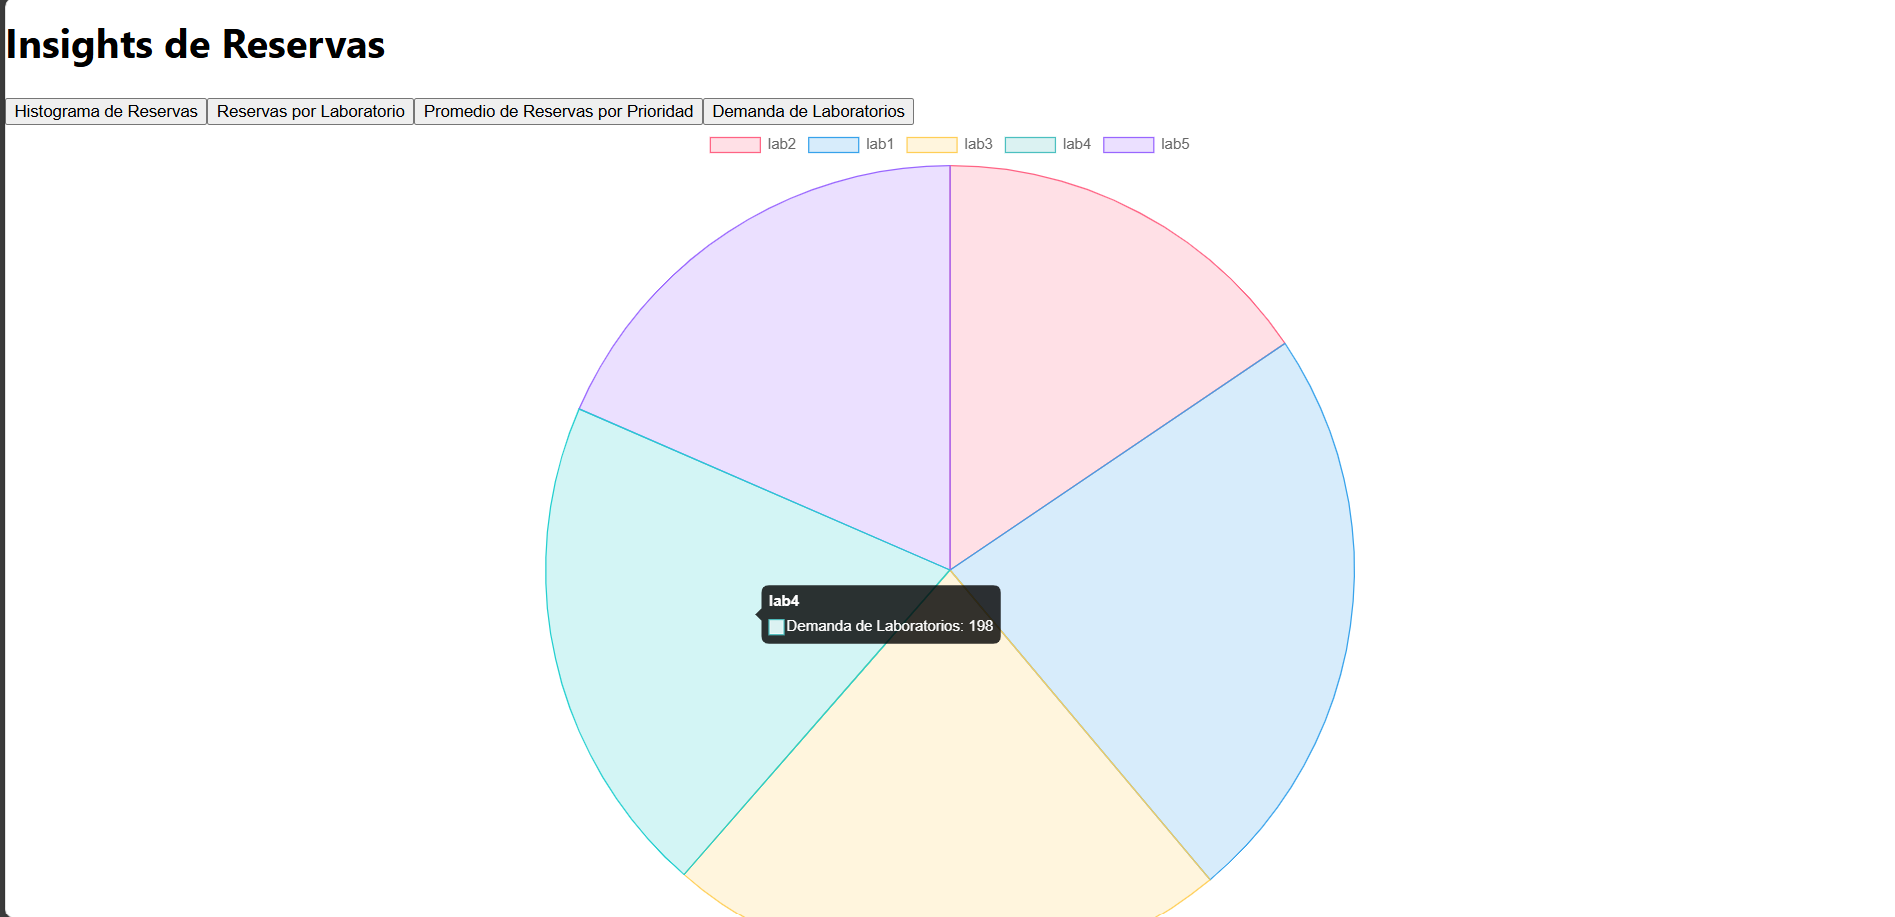 Insights de Reservas
Histograma de Reservas Reservas por Laboratorio Promedio de Reservas por Prioridad Demanda de Laboratorios
lab2 lab1 lab3 lab4 lab5
lab4
Demanda de Laboratorios: 198